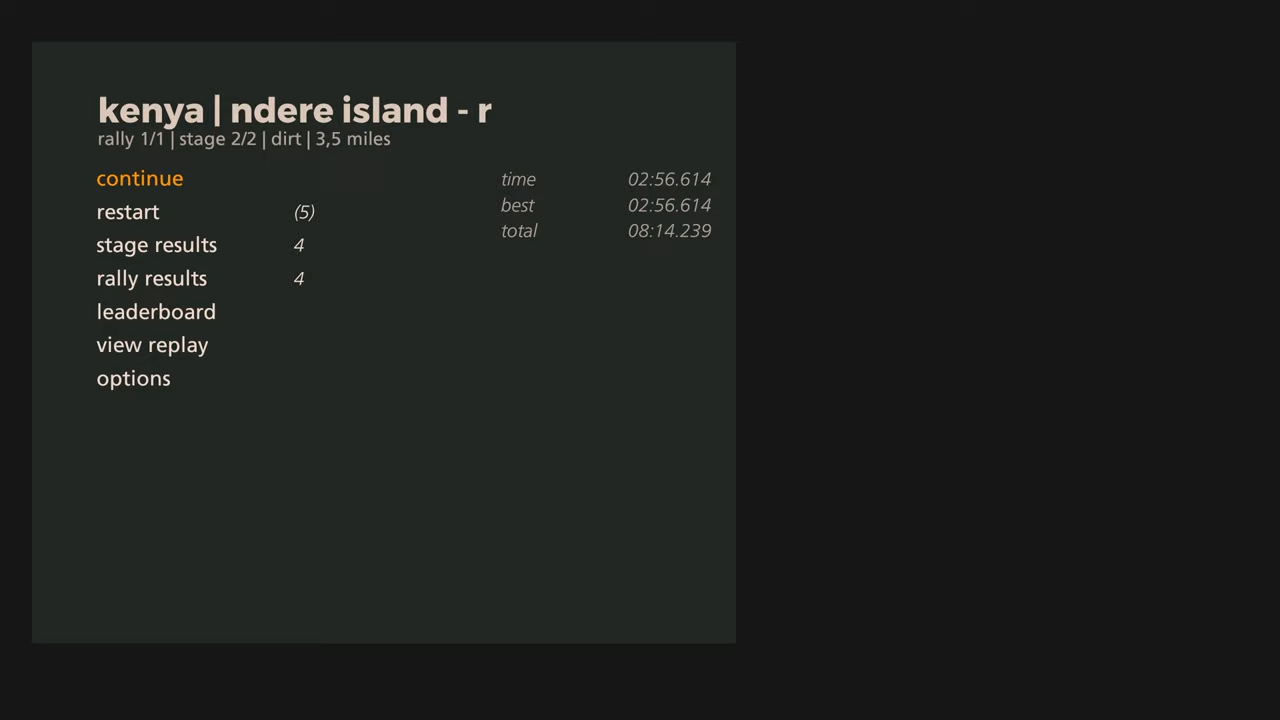 kenya | ndere island - r
rally 1/1 | stage 2/2 | dirt | 3,5 miles
continue
restart (5)
stage results 4
rally results 4
leaderboard
view replay
options
time 02:56.614
best 02:56.614
total 08:14.239